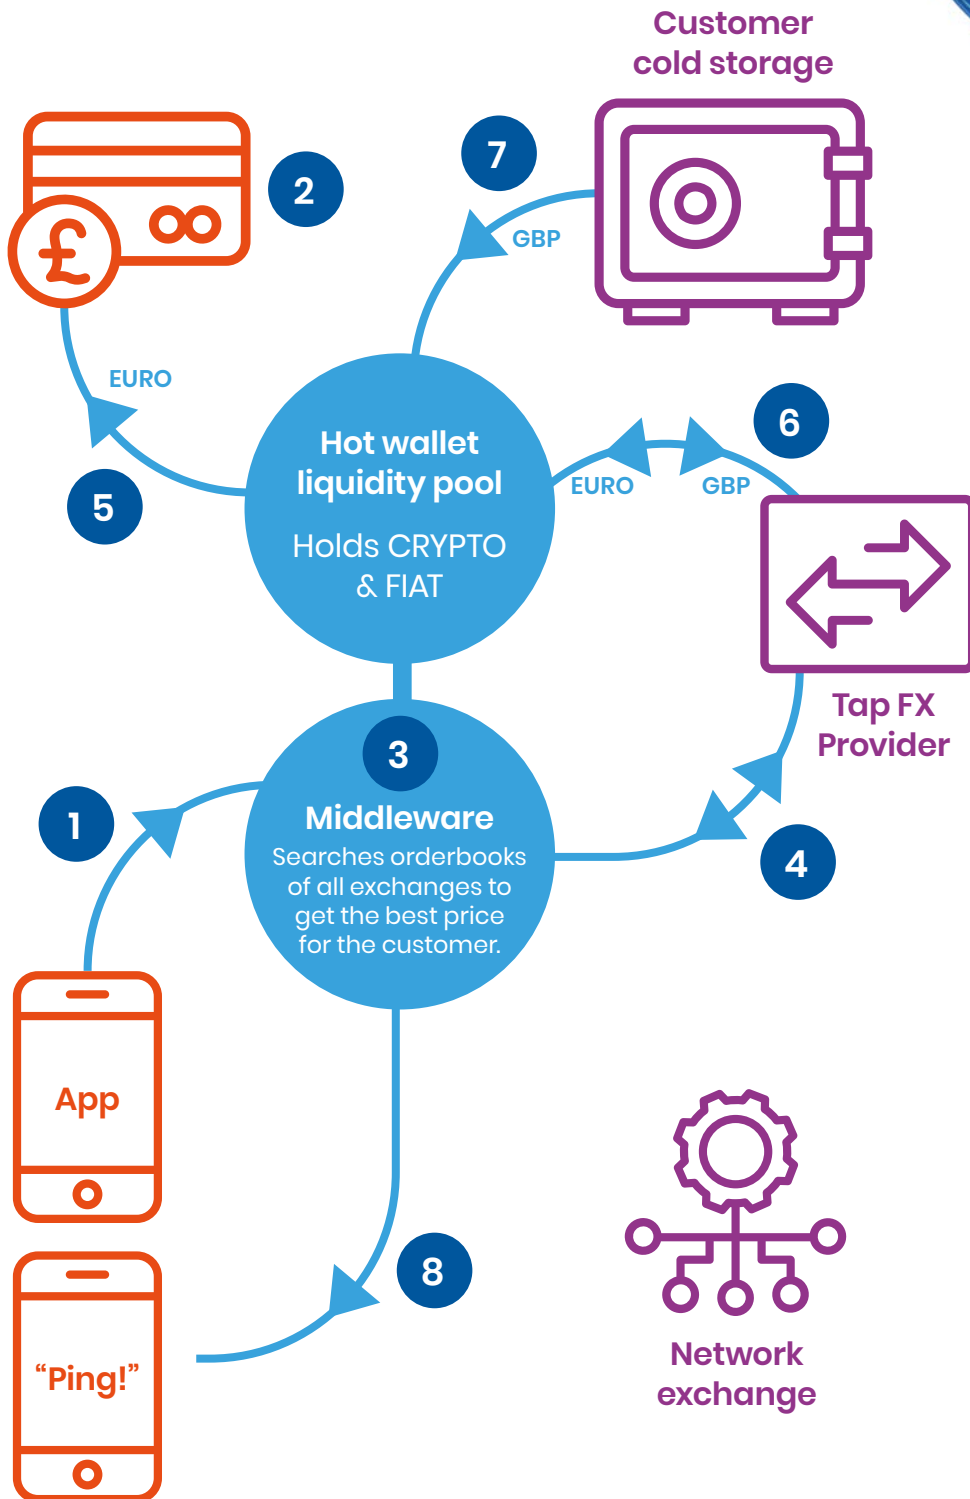 Customer
cold storage
7
2
GBP
£
EURO
6
Hot wallet
liquidity pool
EURO
GBP
5
Holds CRYPTO
& FIAT
Tap FX
Provider
3
1
Middleware
Searches orderbooks
of all exchanges to
get the best price
for the customer.
4
App
8
"Ping!"
Network
exchange